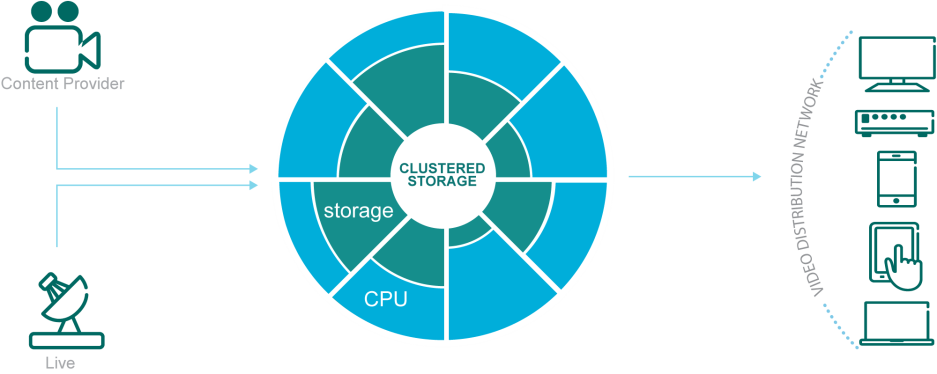 Content Provider
CLUSTERED
STORAGE
storage
CPU
Live
VIDEO DISTRIBUTION NETWORK